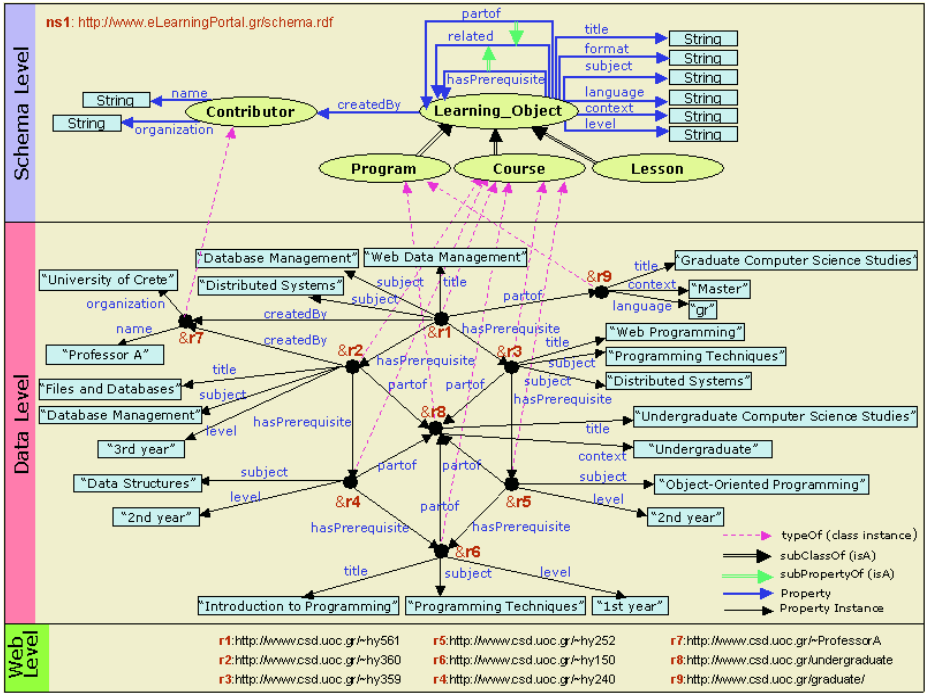 ns1: http://www.eLearningPortal.gr/schema.rdf
Schema Level
partof
related
hasPrerequisite
title
format
subject
language
context
level
String
String
String
String
String
String
String
name
String
organization
Contributor
createdBy
Learning_Object
Program
Course
Lesson
Data Level
"Database Management"
"Web Data Management"
"Graduate Computer Science Studies"
"University of Crete"
"Distributed Systems"
subject
subject
title
&r9
title
context
language
"Master"
"gr"
organization
createdBy
partof
&r1
name
&r7
createdBy
"Professor A"
hasPrerequisite
hasPrerequisite
&r2
&r3
title
subject
subject
"Web Programming"
"Programming Techniques"
"Distributed Systems"
title
"Files and Databases"
subject
"Database Management"
level
"3rd year"
partof
partof
hasPrerequisite
hasPrerequisite
&r8
"Undergraduate Computer Science Studies"
title
"Undergraduate"
context
partof
partof
partof
subject
"Data Structures"
level
"2nd year"
&r4
&r5
subject
"Object-Oriented Programming"
level
"2nd year"
hasPrerequisite
hasPrerequisite
&r6
title
subject
level
"Introduction to Programming"
"Programming Techniques"
"1st year"
typeOf (class instance)
subClassOf (isA)
subPropertyOf (isA)
Property
Property Instance
Web Level
r1:http://www.csd.uoc.gr/~hy561
r2:http://www.csd.uoc.gr/~hy360
r3:http://www.csd.uoc.gr/~hy359
r5:http://www.csd.uoc.gr/~hy252
r6:http://www.csd.uoc.gr/~hy150
r4:http://www.csd.uoc.gr/~hy240
r7:http://www.csd.uoc.gr/~ProfessorA
r8:http://www.csd.uoc.gr/undergraduate
r9:http://www.csd.uoc.gr/graduate/